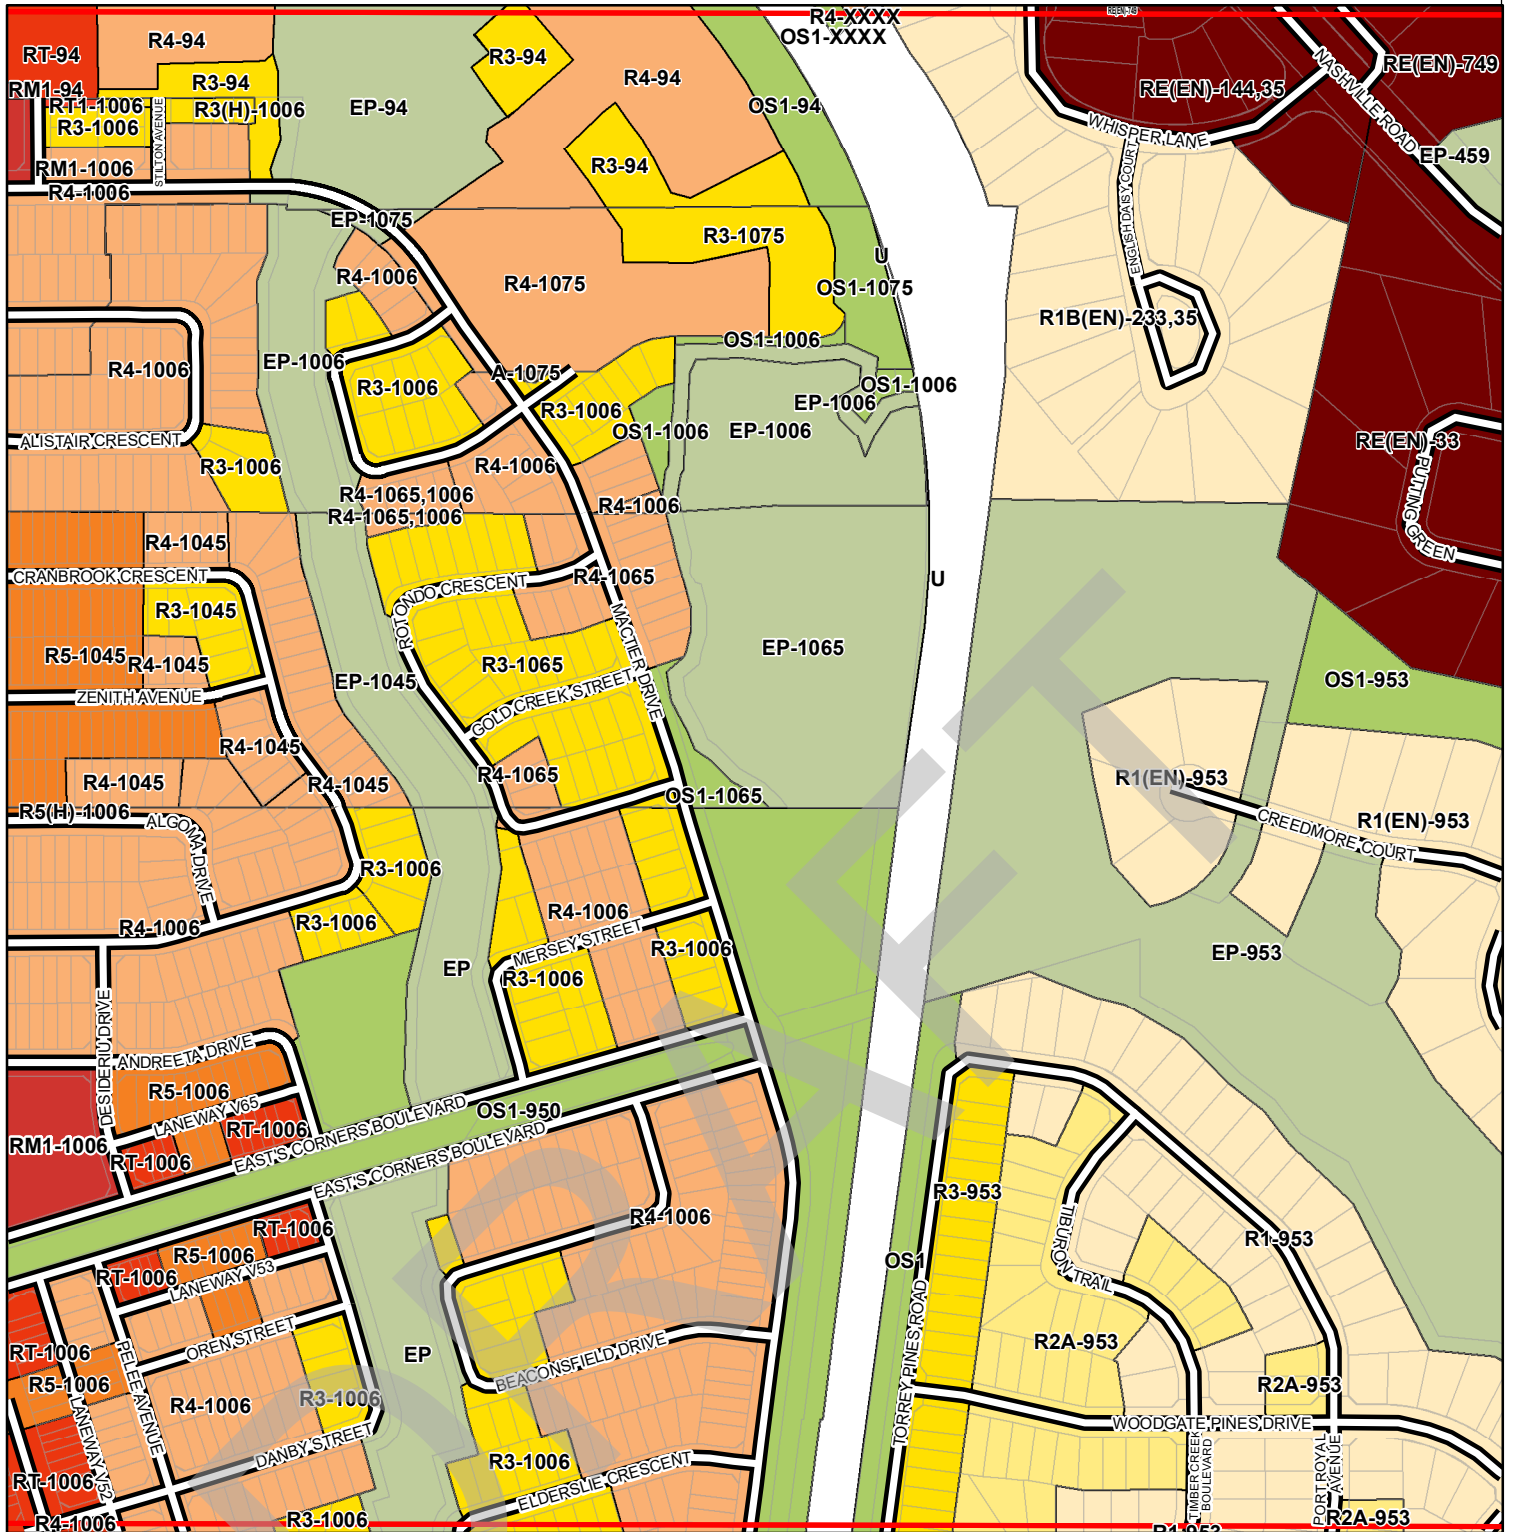 R4-XXXX
OS1-XXXX
RE(EN)-749
RT-94
R4-94
R3-94
R3-94
R4-94
RE(EN)-749
NASHVILLE ROAD
RM1-94
RT1-1006
R3(H)-1006
EP-94
OS1-94
RE(EN)-144,35
R3-1006
STILTON AVENUE
WHISPER LANE
EP-459
RM1-1006
R3-94
R4-1006
ENGLISH DAISY COURT
EP-1075
R3-1075
U
R4-1006
R4-1075
OS1-1075
R1B(EN)-233,35
OS1-1006
EP-1006
R4-1006
A-1075
R3-1006
OS1-1006
EP-1006
R3-1006
OS1-1006
EP-1006
ALISTAIR CRESCENT
RE(EN)-33
R3-1006
R4-1006
PUTTING GREEN
R4-1065,1006
R4-1006
R4-1065,1006
R4-1045
CRANBROOK CRESCENT
ROTONDO CRESCENT
R4-1065
U
R3-1045
MACTIER DRIVE
R5-1045
R4-1045
R3-1065
EP-1065
EP-1045
OS1-953
ZENITH AVENUE
GOLD CREEK STREET
R4-1045
R4-1065
R4-1045
R4-1045
R1(EN)-953
OS1-1065
R5(H)-1006
ALGOMA DRIVE
CREEDMORE COURT
R1(EN)-953
R3-1006
R4-1006
R3-1006
R4-1006
MERSEY STREET
R3-1006
EP-953
EP
R3-1006
DESIDERIU DRIVE
ANDREETA DRIVE
R5-1006
LANEWAY V65
OS1-950
RT-1006
EAST'S CORNERS BOULEVARD
RM1-1006
RT-1006
EAST'S CORNERS BOULEVARD
R3-953
R4-1006
TIBURON TRAIL
R1-953
RT-1006
R5-1006
OS1
RT-1006
LANEWAY V53
TORREY PINES ROAD
OREN STREET
R2A-953
RT-1006
PELEE AVENUE
EP
BEACONSFIELD DRIVE
R5-1006
R2A-953
R4-1006
R3-1006
LANEWAY V52
WOODGATE PINES DRIVE
DANBY STREET
R3-1006
TIMBER CREEK BOULEVARD
PORT ROYAL AVENUE
RT-1006
ELDERSLIE CRESCENT
R4-1006
R3-1006
R2A-953
R1-953
DRAFT